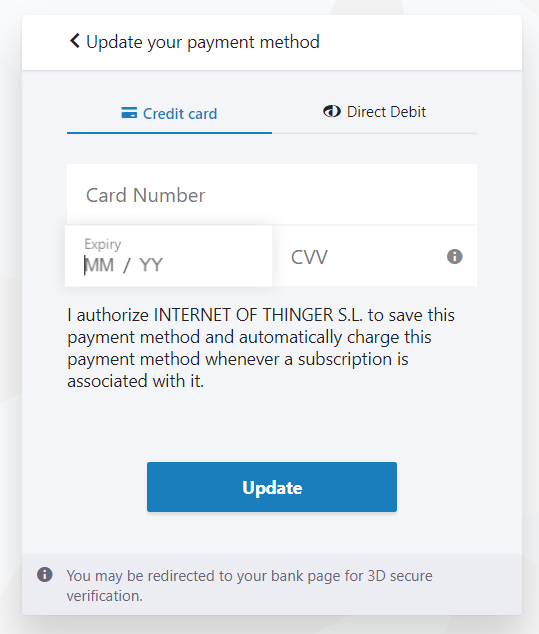 Update your payment method
Credit card
Direct Debit
Card Number
Expiry
MM / YY
CVV
I authorize INTERNET OF THINGER S.L. to save this
payment method and automatically charge this
payment method whenever a subscription is
associated with it.
Update
You may be redirected to your bank page for 3D secure
verification.